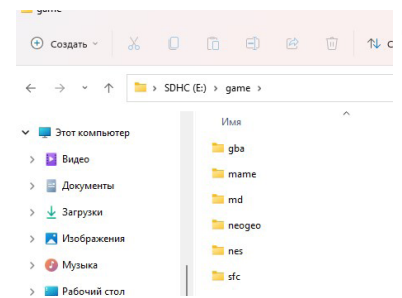 game
Создать
SDHC (E:) > game >
Имя
Этот компьютер
Видео
Документы
Загрузки
Изображения
Музыка
Рабочий стол
gba
mame
md
neogeo
nes
sfc